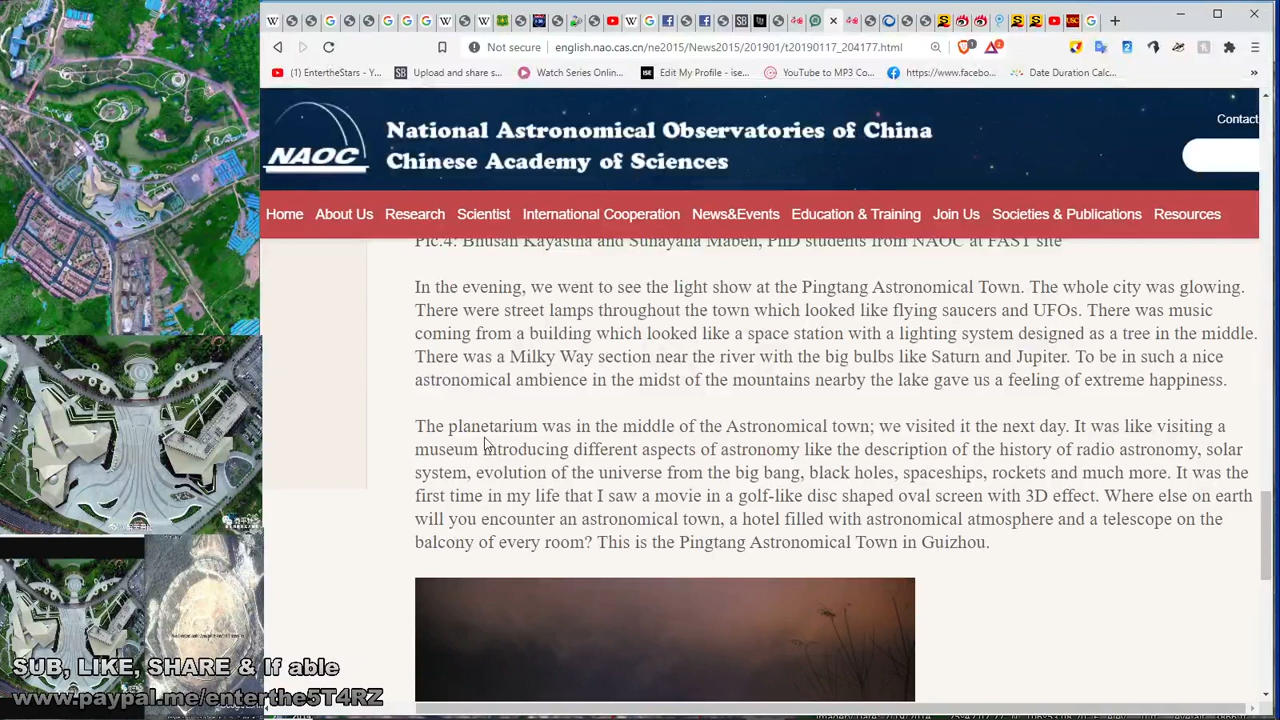 Not secure
english.nao.cas.cn/ne2015/News2015/201901/t20190117_204177.html
(1) EntertheStars - Y...
Upload and share s...
Watch Series Onlin...
Edit My Profile - ise...
YouTube to MP3 Co...
https://www.facebo...
Date Duration Calc...
NAOC
National Astronomical Observatories of China
Chinese Academy of Sciences
Contact
Home
About Us
Research
Scientist
International Cooperation
News&Events
Education & Training
Join Us
Societies & Publications
Resources
Pic.4: Bhusan Kayastha and Sunayana Maben, PhD students from NAOC at FAST site
In the evening, we went to see the light show at the Pingtang Astronomical Town. The whole city was glowing.
There were street lamps throughout the town which looked like flying saucers and UFOs. There was music
coming from a building which looked like a space station with a lighting system designed as a tree in the middle.
There was a Milky Way section near the river with the big bulbs like Saturn and Jupiter. To be in such a nice
astronomical ambience in the midst of the mountains nearby the lake gave us a feeling of extreme happiness.
The planetarium was in the middle of the Astronomical town; we visited it the next day. It was like visiting a
museum introducing different aspects of astronomy like the description of the history of radio astronomy, solar
system, evolution of the universe from the big bang, black holes, spaceships, rockets and much more. It was the
first time in my life that I saw a movie in a golf-like disc shaped oval screen with 3D effect. Where else on earth
will you encounter an astronomical town, a hotel filled with astronomical atmosphere and a telescope on the
balcony of every room? This is the Pingtang Astronomical Town in Guizhou.
SUB, LIKE, SHARE & If able
www.paypal.me/enterthe5T4RZ